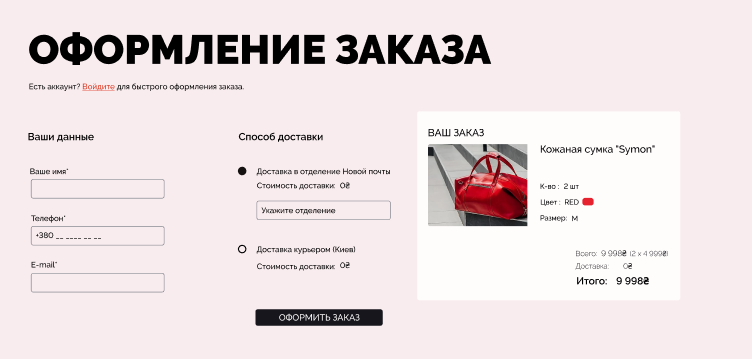 ОФОРМЛЕНИЕ ЗАКАЗА
Есть аккаунт? Войдите для быстрого оформления заказа.
Ваши данные
Ваше имя*
Телефон*
+380 __ ____ __ __
E-mail*
Способ доставки
Доставка в отделение Новой почты
Стоимость доставки: 0₴
Укажите отделение
Доставка курьером (Киев)
Стоимость доставки: 0₴
ОФОРМИТЬ ЗАКАЗ
ВАШ ЗАКАЗ
Кожаная сумка "Symon"
К-во : 2 шт
Цвет : RED
Размер: M
Всего: 9 998₴ (2 x 4 999₴)
Доставка: 0₴
Итого: 9 998₴